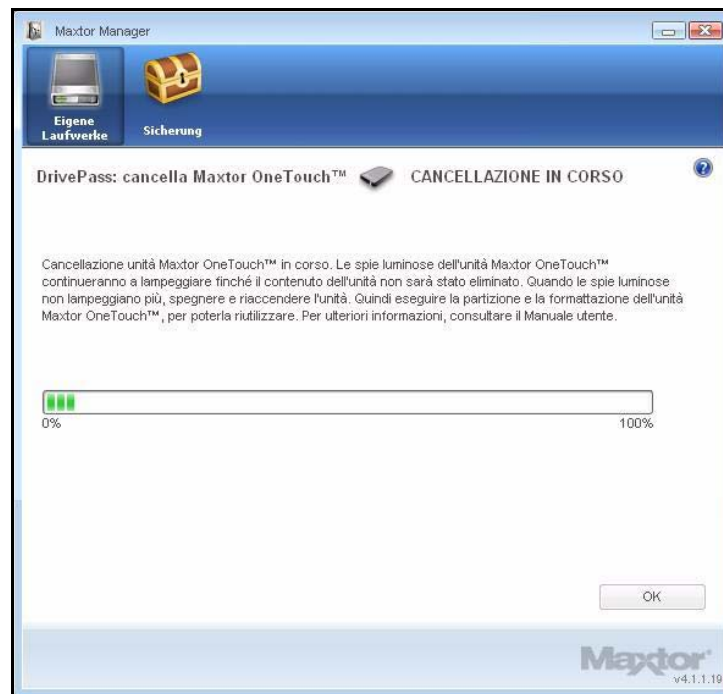 Maxtor Manager
Eigene
Laufwerke
Sicherung
DrivePass: cancella Maxtor OneTouch™ CANCELLAZIONE IN CORSO
?
Cancellazione unità Maxtor OneTouch™ in corso. Le spie luminose dell'unità Maxtor OneTouch™
continueranno a lampeggiare finché il contenuto dell'unità non sarà stato eliminato. Quando le spie luminose
non lampeggiano più, spegnere e riaccendere l'unità. Quindi eseguire la partizione e la formattazione dell'unità
Maxtor OneTouch™, per poterla riutilizzare. Per ulteriori informazioni, consultare il Manuale utente.
0% 100%
OK
Maxtor
v4.1.1.19